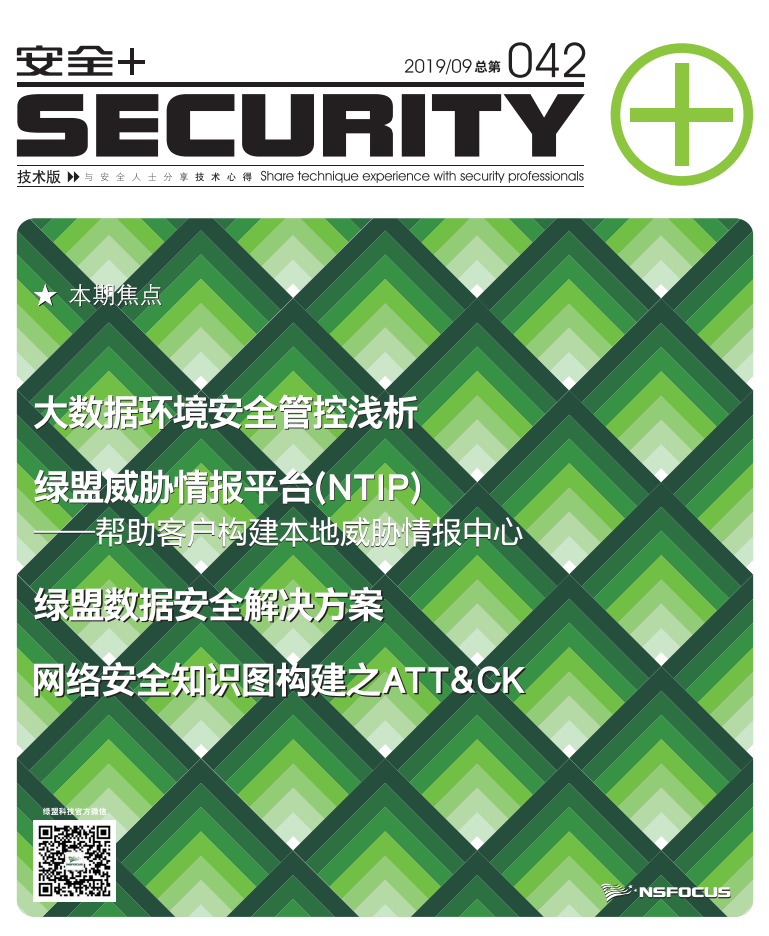 安全+
2019/09 总第 042
SECURITY
技术版 与安全人士分享技术心得 Share technique experience with security professionals
★ 本期焦点
大数据环境安全管控浅析
绿盟威胁情报平台(NTIP)
——帮助客户构建本地威胁情报中心
绿盟数据安全解决方案
网络安全知识图构建之ATT&CK
绿盟科技官方微信
NSFOCUS